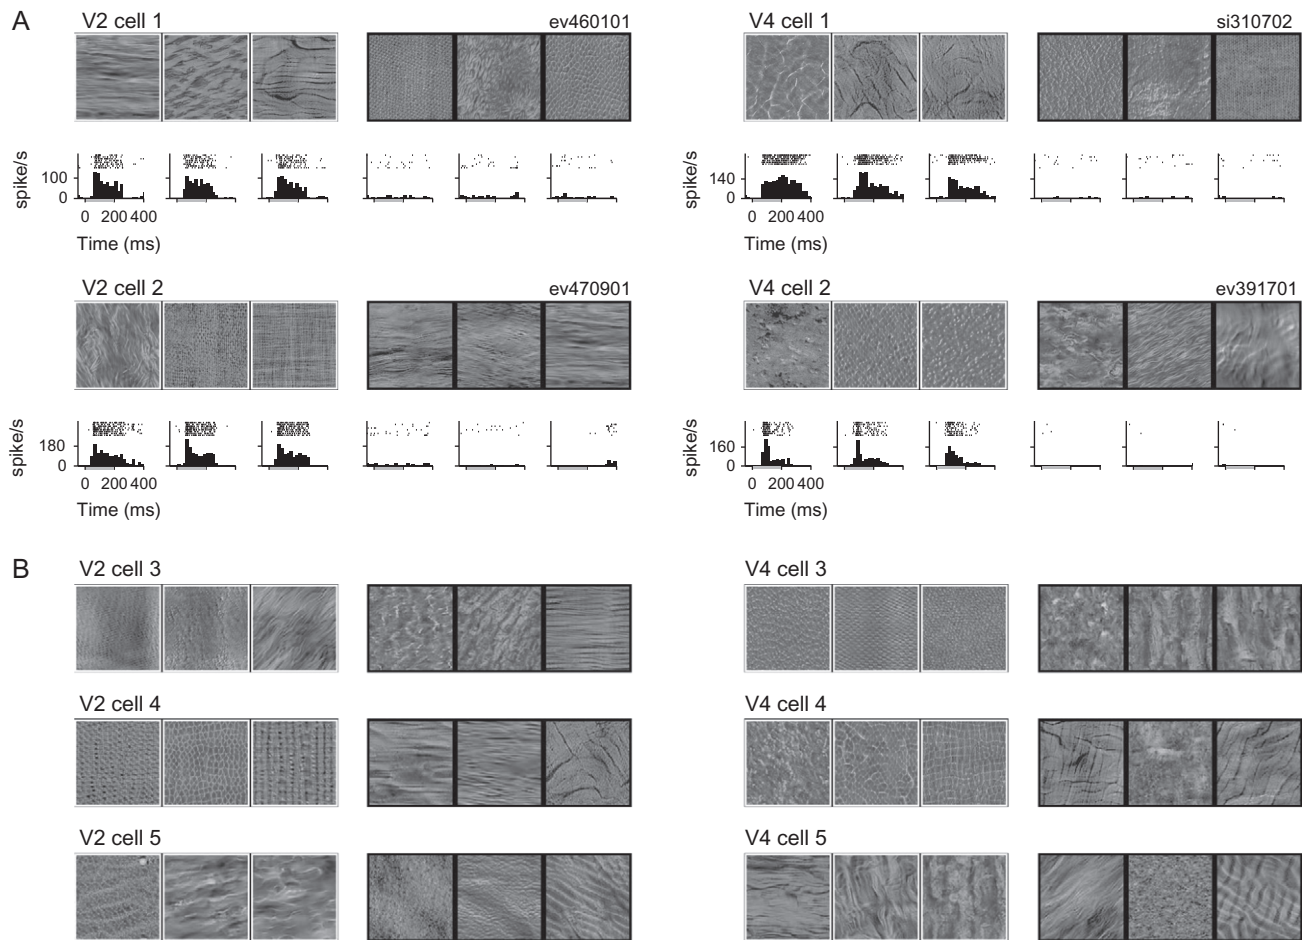 A
V2 cell 1 ev460101
V4 cell 1 si310702
spike/s 100 0
0 200 400
Time (ms)
spike/s 140 0
0 200 400
Time (ms)
V2 cell 2 ev470901
V4 cell 2 ev391701
spike/s 180 0
0 200 400
Time (ms)
spike/s 160 0
0 200 400
Time (ms)
B
V2 cell 3
V4 cell 3
V2 cell 4
V4 cell 4
V2 cell 5
V4 cell 5